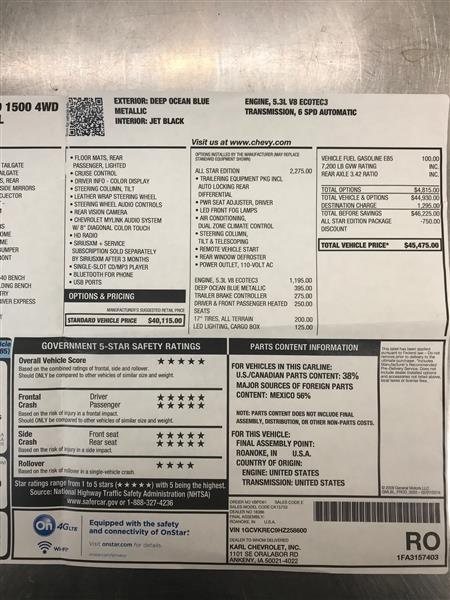 1500 4WD
EXTERIOR: DEEP OCEAN BLUE
METALLIC
INTERIOR: JET BLACK
ENGINE, 5.3L V8 ECOTEC3
TRANSMISSION, 6 SPD AUTOMATIC
Visit us at www.chevy.com
TAILGATE
SIDE MIRRORS
• FLOOR MATS, REAR
PASSENGER, LIGHTED
• CRUISE CONTROL
• DRIVER INFO - COLOR DISPLAY
• STEERING COLUMN, TILT
• LEATHER WRAP STEERING WHEEL
• STEERING WHEEL AUDIO CONTROLS
• REAR VISION CAMERA
• CHEVROLET MYLINK AUDIO SYSTEM
W/ 8" DIAGONAL COLOR TOUCH
• HD RADIO
• SIRIUSXM + SERVICE
SUBSCRIPTION SOLD SEPARATELY
BY SIRIUSXM AFTER 3 MONTHS
• SINGLE-SLOT CD/MP3 PLAYER
• BLUETOOTH FOR PHONE
• USB PORTS
OPTIONS & PRICING
MANUFACTURER'S SUGGESTED RETAIL PRICE
STANDARD VEHICLE PRICE $40,115.00
OPTIONS INSTALLED BY THE MANUFACTURER (MAY REPLACE
STANDARD EQUIPMENT SHOWN)
ALL STAR EDITION 2,275.00
• TRAILERING EQUIPMENT PKG INCL
AUTO LOCKING REAR
DIFFERENTIAL
• PWR SEAT ADJUSTER, DRIVER
• LED FRONT FOG LAMPS
• AIR CONDITIONING,
DUAL ZONE CLIMATE CONTROL
• STEERING COLUMN,
TILT & TELESCOPING
• REMOTE VEHICLE START
• REAR WINDOW DEFROSTER
• POWER OUTLET, 110-VOLT AC
ENGINE, 5.3L V8 ECOTEC3 1,195.00
DEEP OCEAN BLUE METALLIC 395.00
TRAILER BRAKE CONTROLLER 275.00
DRIVER & FRONT PASSENGER HEATED 250.00
SEATS
17" TIRES, ALL TERRAIN 200.00
LED LIGHTING, CARGO BOX 125.00
VEHICLE FUEL GASOLINE E85 100.00
7,200 LB GVW RATING INC.
REAR AXLE 3.42 RATIO INC.
TOTAL OPTIONS $4,815.00
TOTAL VEHICLE & OPTIONS $44,930.00
DESTINATION CHARGE 1,295.00
TOTAL BEFORE SAVINGS $46,225.00
ALL STAR EDITION PACKAGE -750.00
DISCOUNT
TOTAL VEHICLE PRICE* $45,475.00
GOVERNMENT 5-STAR SAFETY RATINGS
Overall Vehicle Score ★★★★★
Based on the combined ratings of frontal, side and rollover.
Should ONLY be compared to other vehicles of similar size and weight.
Frontal Driver ★★★★★
Crash Passenger ★★★★★
Based on the risk of injury in a frontal impact.
Should ONLY be compared to other vehicles of similar size and weight.
Side Front seat ★★★★★
Crash Rear seat ★★★★★
Based on the risk of injury in a side impact.
Rollover ★★★★
Based on the risk of rollover in a single-vehicle crash.
Star ratings range from 1 to 5 stars (★★★★★) with 5 being the highest.
Source: National Highway Traffic Safety Administration (NHTSA)
www.safercar.gov or 1-888-327-4236
PARTS CONTENT INFORMATION
FOR VEHICLES IN THIS CARLINE:
U.S./CANADIAN PARTS CONTENT: 38%
MAJOR SOURCES OF FOREIGN PARTS
CONTENT: MEXICO 56%
NOTE: PARTS CONTENT DOES NOT INCLUDE FINAL
ASSEMBLY, DISTRIBUTION, OR OTHER NON-PARTS COSTS.
FOR THIS VEHICLE:
FINAL ASSEMBLY POINT:
ROANOKE, IN U.S.A.
COUNTRY OF ORIGIN:
ENGINE: UNITED STATES
TRANSMISSION: UNITED STATES
On 4G LTE
Wi-Fi
Equipped with the safety
and connectivity of OnStar!
Visit onstar.com for details
FINAL ASSEMBLY:
ROANOKE, IN U.S.A.
VIN 1GCVKREC9HZ258600
DEALER TO WHOM DELIVERED
KARL CHEVROLET, INC.
1101 SE ORALABOR RD
ANKENY, IA 50021-4022
RO
1FA3157403